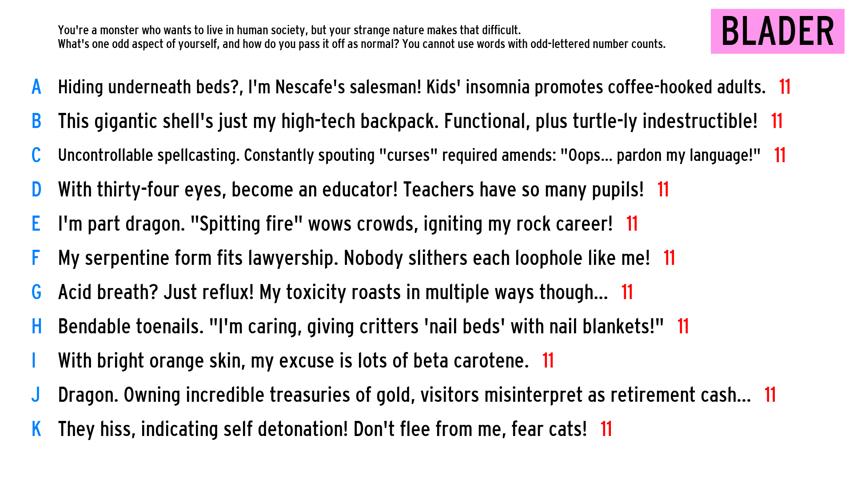 You're a monster who wants to live in human society, but your strange nature makes that difficult.
What's one odd aspect of yourself, and how do you pass it off as normal? You cannot use words with odd-lettered number counts.
BLADER
A Hiding underneath beds?, I'm Nescafe's salesman! Kids' insomnia promotes coffee-hooked adults. 11
B This gigantic shell's just my high-tech backpack. Functional, plus turtle-ly indestructible! 11
C Uncontrollable spellcasting. Constantly spouting "curses" required amends: "Oops... pardon my language!" 11
D With thirty-four eyes, become an educator! Teachers have so many pupils! 11
E I'm part dragon. "Spitting fire" wows crowds, igniting my rock career! 11
F My serpentine form fits lawyership. Nobody slithers each loophole like me! 11
G Acid breath? Just reflux! My toxicity roasts in multiple ways though... 11
H Bendable toenails. "I'm caring, giving critters 'nail beds' with nail blankets!" 11
I With bright orange skin, my excuse is lots of beta carotene. 11
J Dragon. Owning incredible treasuries of gold, visitors misinterpret as retirement cash... 11
K They hiss, indicating self detonation! Don't flee from me, fear cats! 11